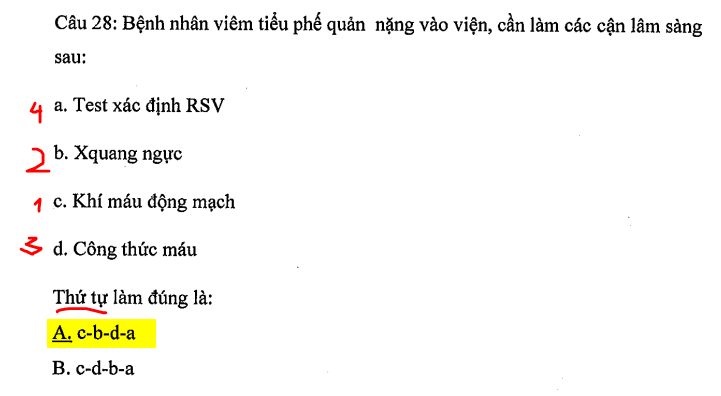 Câu 28: Bệnh nhân viêm tiểu phế quản nặng vào viện, cần làm các cận lâm sàng
sau:
4 a. Test xác định RSV
2 b. Xquang ngực
1 c. Khí máu động mạch
3 d. Công thức máu
Thứ tự làm đúng là:
A. c-b-d-a
B. c-d-b-a